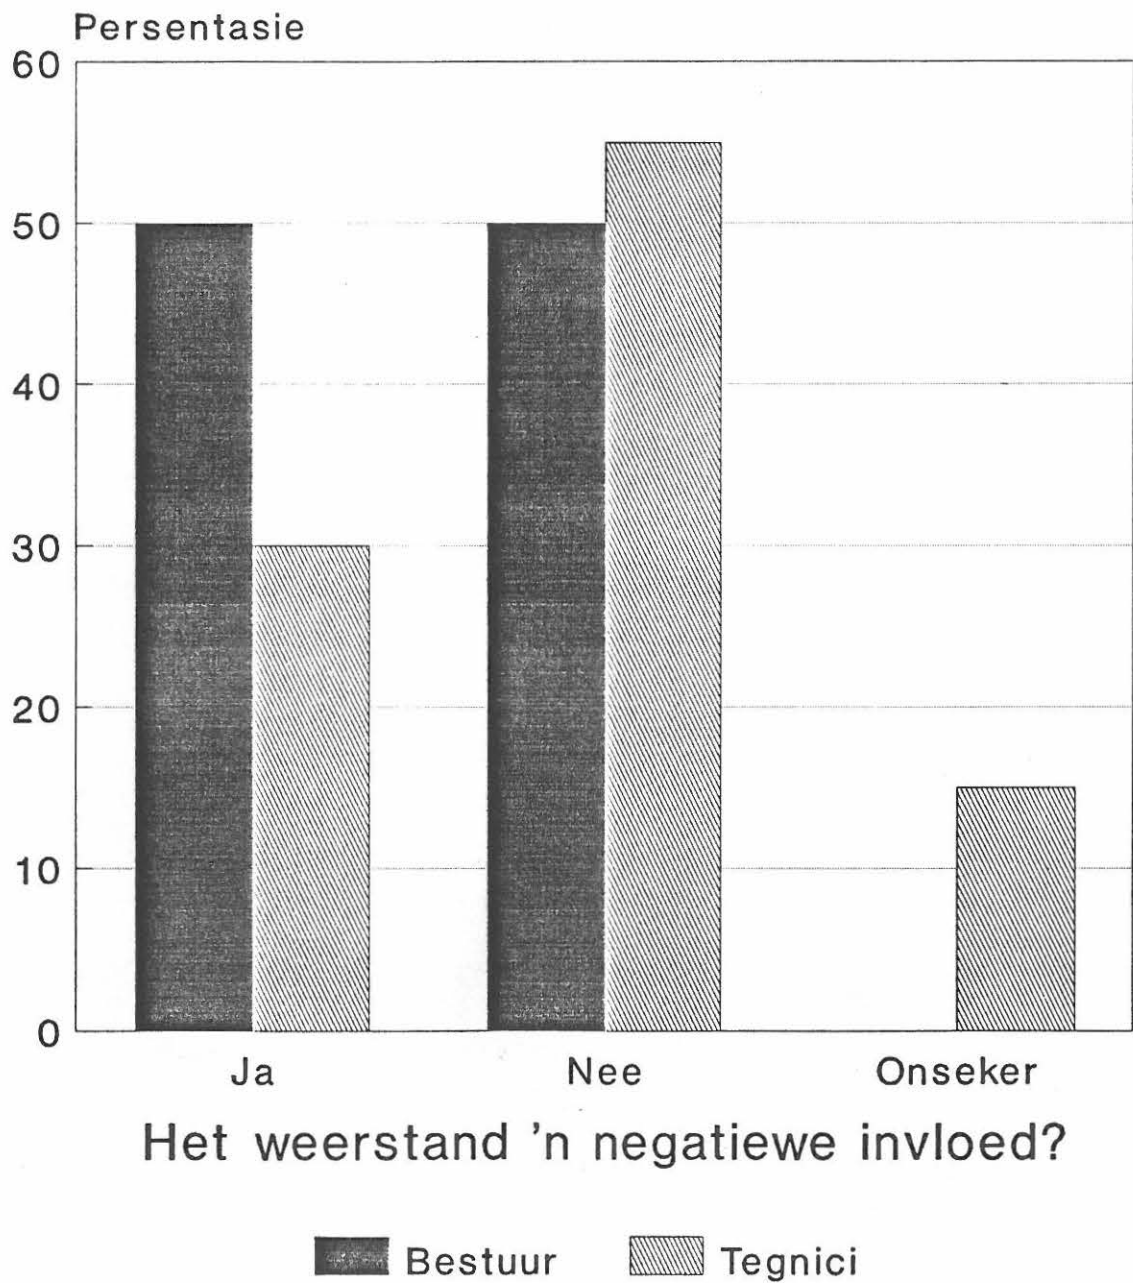 Persentasie
60
50
40
30
20
10
0
Ja Nee Onseker
Het weerstand 'n negatiewe invloed?
Bestuur Tegnici